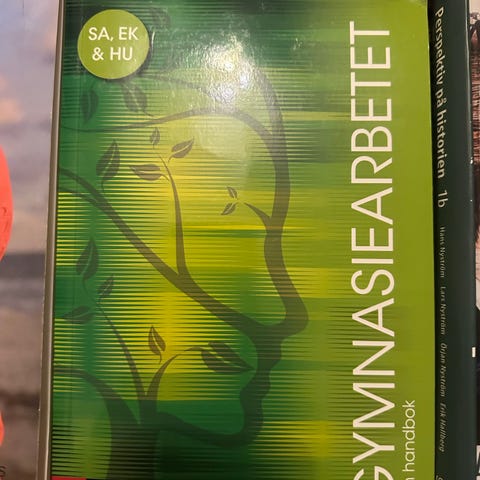 SA, EK
& HU
GYMNASIEARBETET
handbok
Perspektiv på historien 1b
Hans Nyström Lars Nyström Örjan Nyström Erik Hallberg